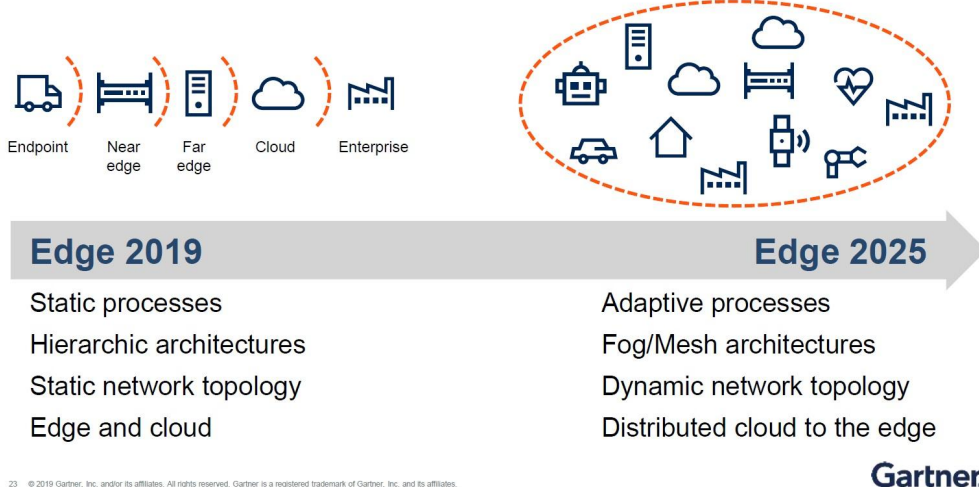 Endpoint
Near
edge
Far
edge
Cloud
Enterprise
Edge 2019
Edge 2025
Static processes
Hierarchic architectures
Static network topology
Edge and cloud
Adaptive processes
Fog/Mesh architectures
Dynamic network topology
Distributed cloud to the edge
23 © 2019 Gartner, Inc. and/or its affiliates. All rights reserved. Gartner is a registered trademark of Gartner, Inc. and its affiliates.
Gartner